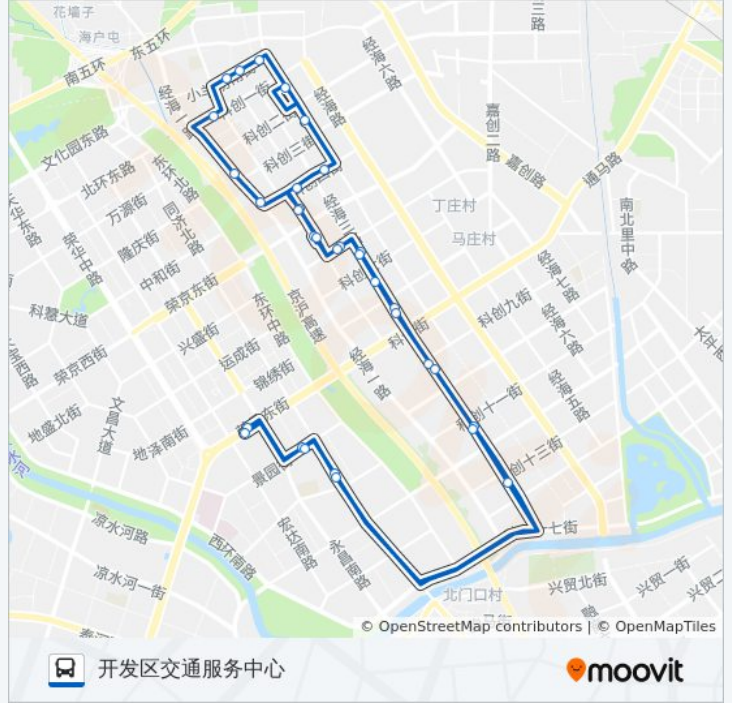 花墙子
海户屯
南五环
东五环
经海六路
三路
经海一路
科创一街
经海路
科创二街
科创三街
嘉创二路
嘉创路
通马路
文化园东路
东环北路
北环东路
万源街
同济北路
隆庆街
中和街
荣华中路
丁庄村
马庄村
南北里中路
科慧大道
荣京东街
东环中路
京沪高速
兴盛街
运成街
锦绣街
荣京西街
科创九街
经海七路
经海六路
经海五路
经海一路
地盛北街
文昌大道
地泽南街
科创十一街
创十三街
七街
凉水河路
西环南路
宏达南路
永昌南路
凉水河一街
北门口村
兴贸北街
兴贸一街
© OpenStreetMap contributors | © OpenMapTiles
开发区交通服务中心
moovit